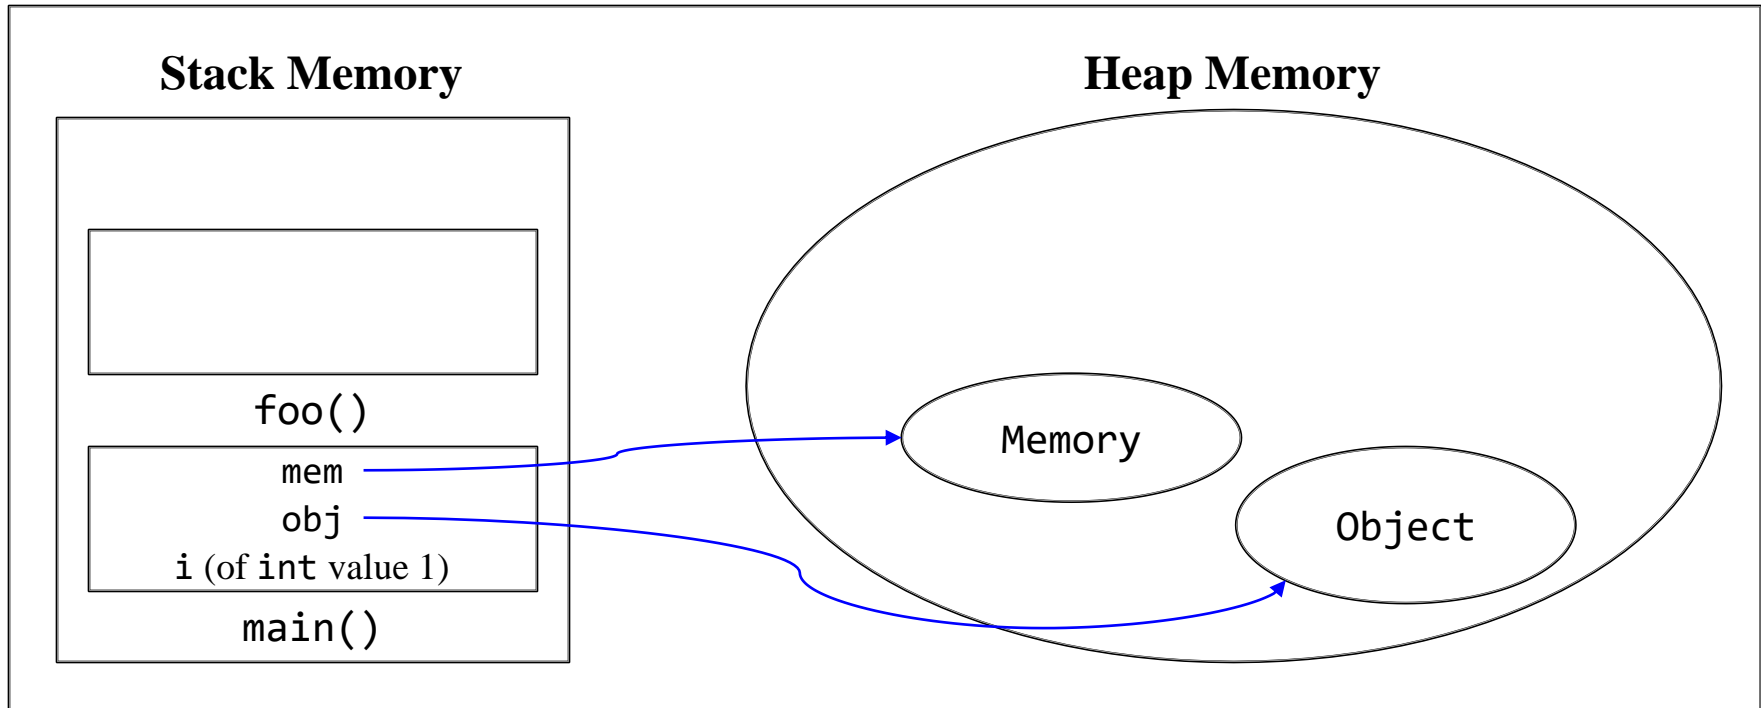 Stack Memory
Heap Memory
foo()
mem
obj
i (of int value 1)
main()
Memory
Object